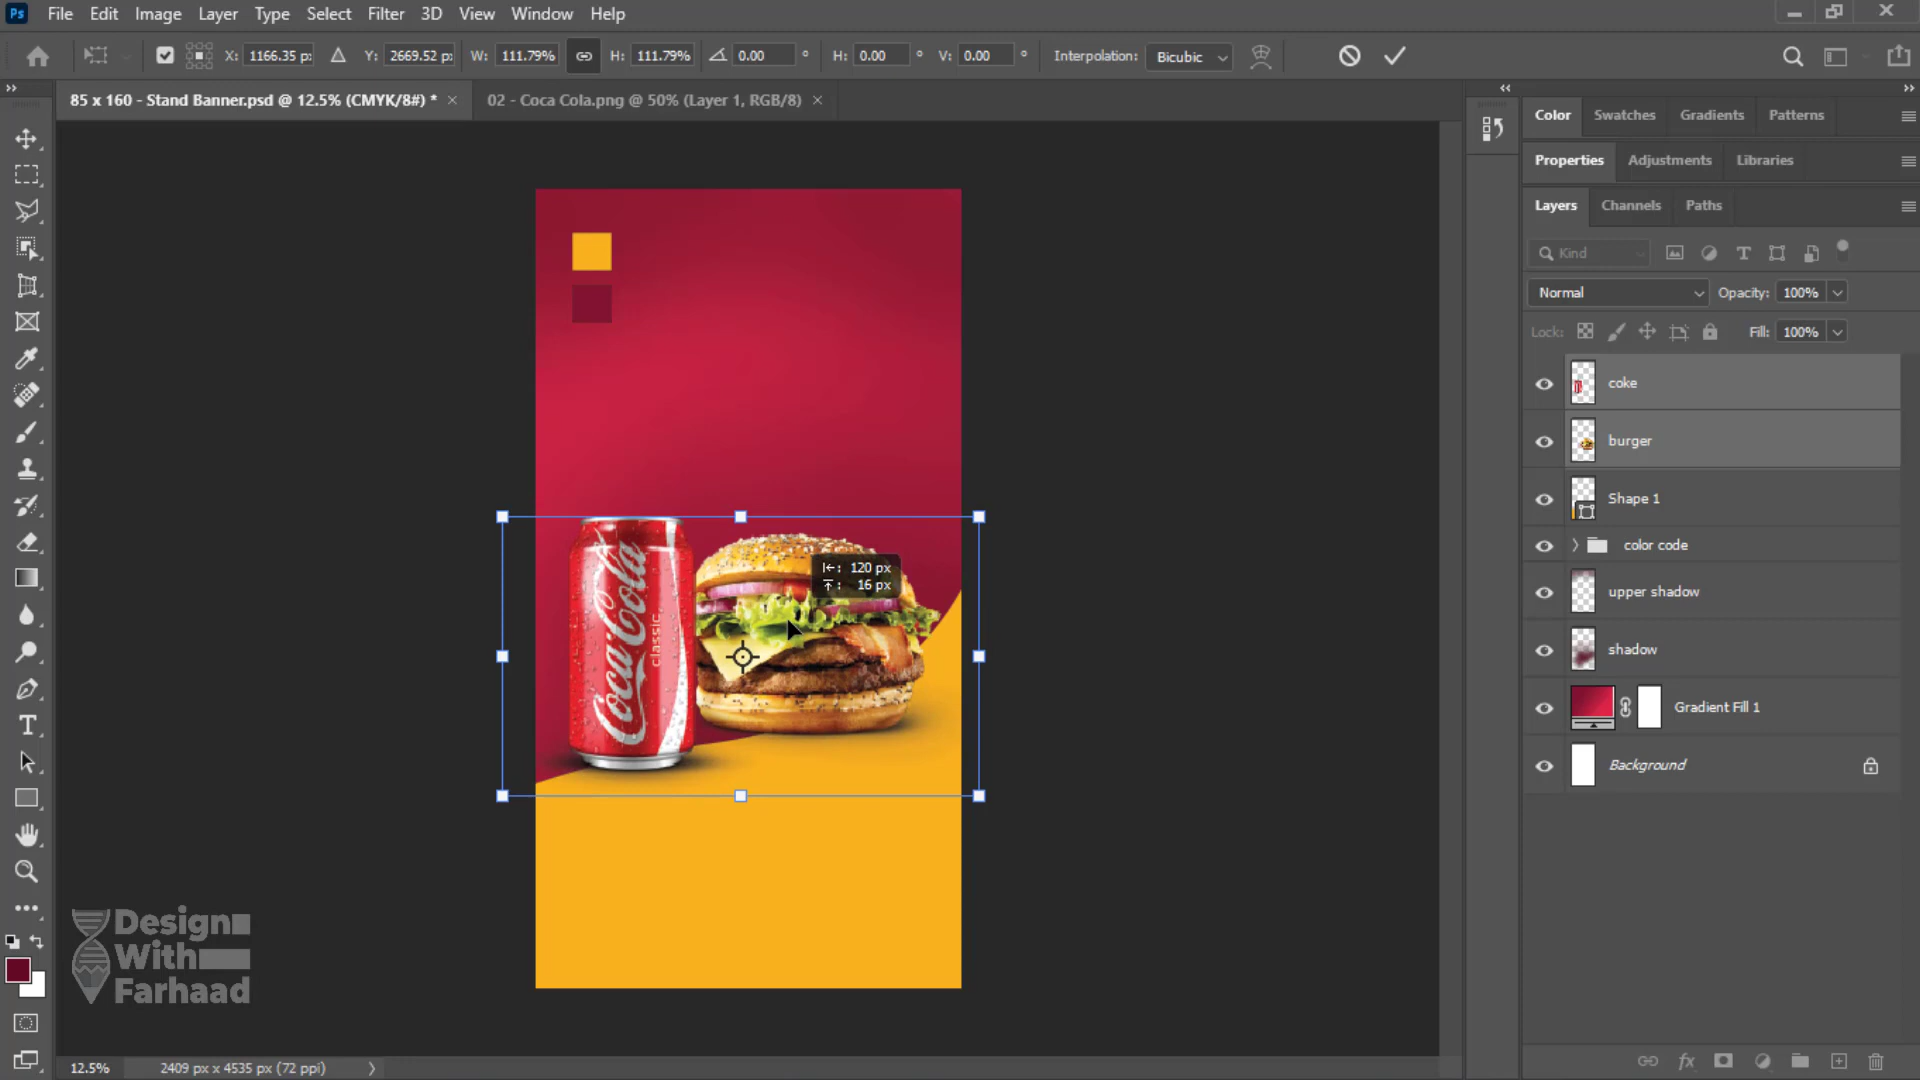 Ps File Edit Image Layer Type Select Filter 3D View Window Help
X: 1166.35 p: Y: 2669.52 p: W: 111.79% H: 111.79% 0.00 ° H: 0.00 ° V: 0.00 ° Interpolation: Bicubic
85 x 160 - Stand Banner.psd @ 12.5% (CMYK/8#) * × 02 - Coca Cola.png @ 50% (Layer 1, RGB/8) ×
Color Swatches Gradients Patterns
Properties Adjustments Libraries
Layers Channels Paths
Kind
Normal Opacity: 100%
Lock: Fill: 100%
coke
burger
Shape 1
color code
upper shadow
shadow
Gradient Fill 1
Background
Coca-Cola
classic
120 px
16 px
Design
With
Farhaad
12.5% 2409 px x 4535 px (72 ppi)